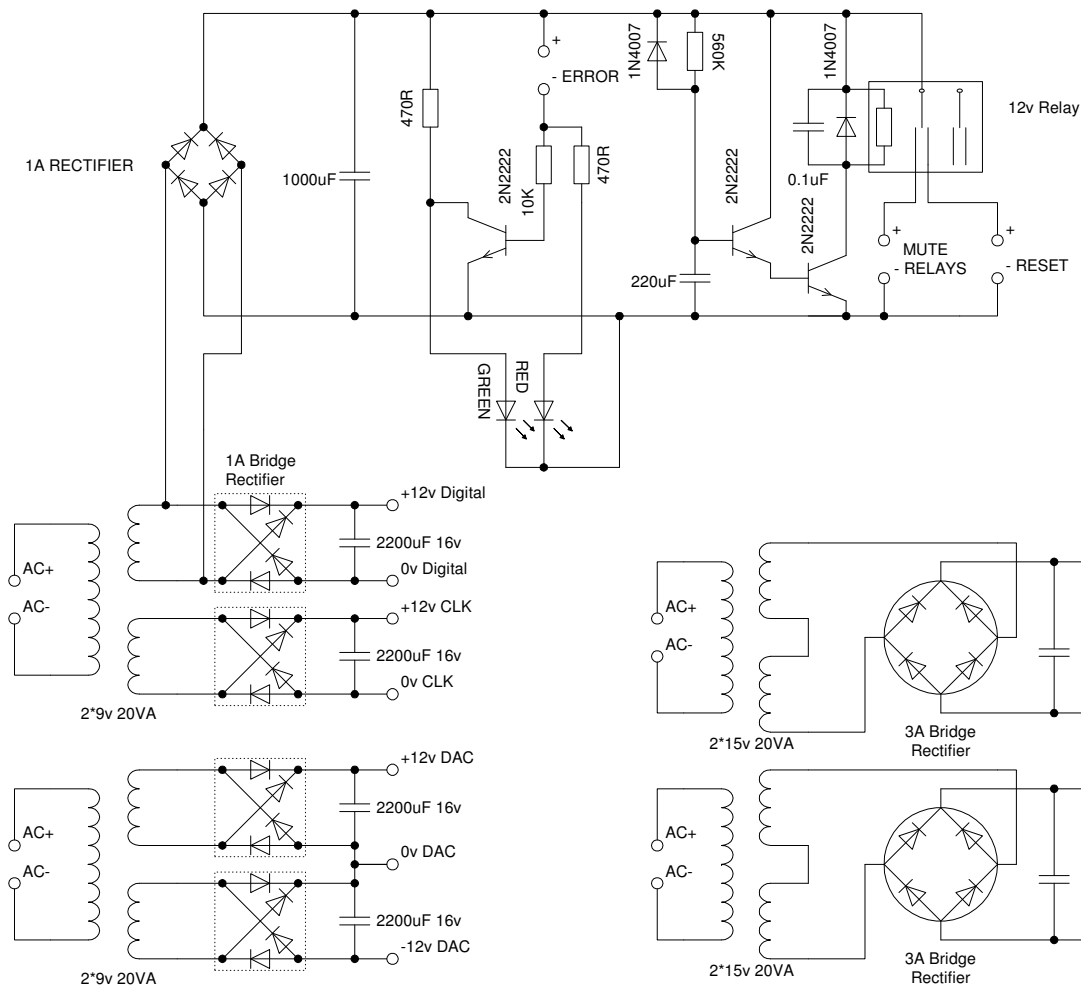 1N4007
560K
1N4007
+
- ERROR
470R
12v Relay
1A RECTIFIER
1000uF
2N2222
10K
470R
2N2222
0.1uF
2N2222
+
MUTE
- RELAYS
+
- RESET
220uF
GREEN
RED
1A Bridge
Rectifier
+12v Digital
2200uF 16v
0v Digital
AC+
AC-
+12v CLK
2200uF 16v
0v CLK
2*9v 20VA
AC+
AC-
3A Bridge
Rectifier
2*15v 20VA
+12v DAC
2200uF 16v
0v DAC
AC+
AC-
2200uF 16v
-12v DAC
2*9v 20VA
AC+
AC-
2*15v 20VA
3A Bridge
Rectifier